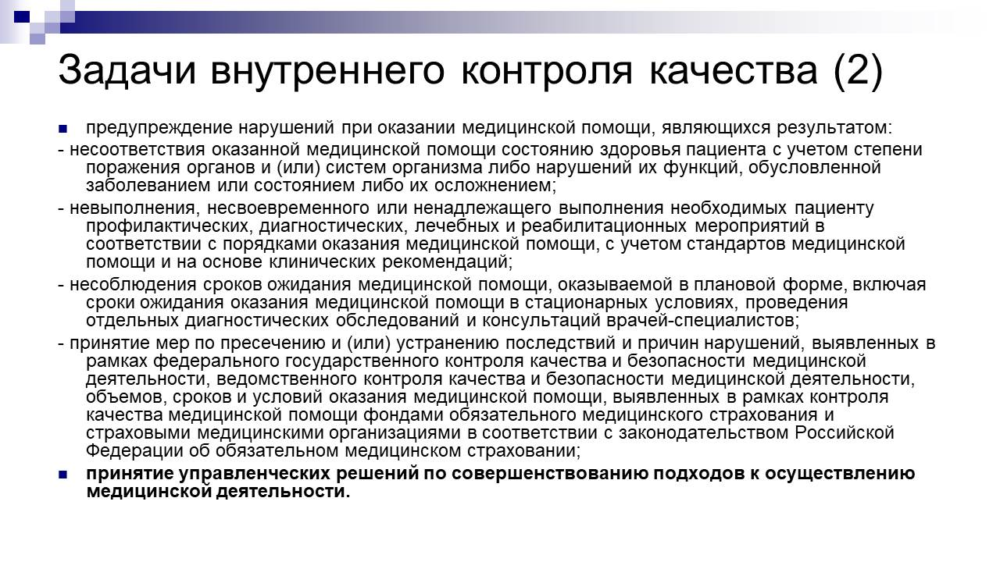 Задачи внутреннего контроля качества (2)
предупреждение нарушений при оказании медицинской помощи, являющихся результатом:
- несоответствия оказанной медицинской помощи состоянию здоровья пациента с учетом степени
поражения органов и (или) систем организма либо нарушений их функций, обусловленной
заболеванием или состоянием либо их осложнением;
- невыполнения, несвоевременного или ненадлежащего выполнения необходимых пациенту
профилактических, диагностических, лечебных и реабилитационных мероприятий в
соответствии с порядками оказания медицинской помощи, с учетом стандартов медицинской
помощи и на основе клинических рекомендаций;
- несоблюдения сроков ожидания медицинской помощи, оказываемой в плановой форме, включая
сроки ожидания оказания медицинской помощи в стационарных условиях, проведения
отдельных диагностических обследований и консультаций врачей-специалистов;
- принятие мер по пресечению и (или) устранению последствий и причин нарушений, выявленных в
рамках федерального государственного контроля качества и безопасности медицинской
деятельности, ведомственного контроля качества и безопасности медицинской деятельности,
объемов, сроков и условий оказания медицинской помощи, выявленных в рамках контроля
качества медицинской помощи фондами обязательного медицинского страхования и
страховыми медицинскими организациями в соответствии с законодательством Российской
Федерации об обязательном медицинском страховании;
принятие управленческих решений по совершенствованию подходов к осуществлению
медицинской деятельности.